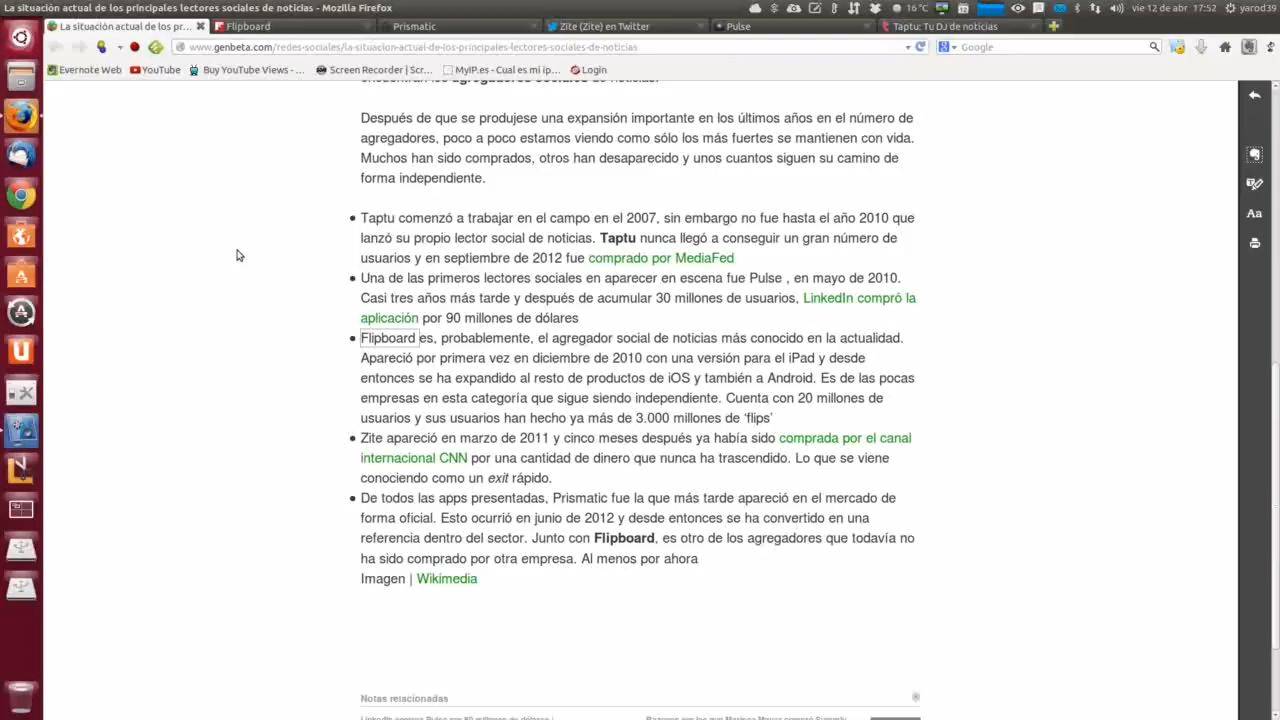 La situación actual de los principales lectores sociales de noticias - Mozilla Firefox
16°C
vie 12 de abr 17:52
yarod39
La situación actual de los pr...
Flipboard
Prismatic
Zite (Zite) en Twitter
Pulse
Taptu: Tu DJ de noticias
www.genbeta.com/redes-sociales/la-situacion-actual-de-los-principales-lectores-sociales-de-noticias
Google
Evernote Web
YouTube
Buy YouTube Views - ...
Screen Recorder | Scr...
MyIP.es - Cual es mi ip...
Login
encuentran los agregadores sociales de noticias.
Después de que se produjese una expansión importante en los últimos años en el número de
agregadores, poco a poco estamos viendo como sólo los más fuertes se mantienen con vida.
Muchos han sido comprados, otros han desaparecido y unos cuantos siguen su camino de
forma independiente.
Taptu comenzó a trabajar en el campo en el 2007, sin embargo no fue hasta el año 2010 que
lanzó su propio lector social de noticias. Taptu nunca llegó a conseguir un gran número de
usuarios y en septiembre de 2012 fue comprado por MediaFed
Una de las primeros lectores sociales en aparecer en escena fue Pulse , en mayo de 2010.
Casi tres años más tarde y después de acumular 30 millones de usuarios, LinkedIn compró la
aplicación por 90 millones de dólares
Flipboard es, probablemente, el agregador social de noticias más conocido en la actualidad.
Apareció por primera vez en diciembre de 2010 con una versión para el iPad y desde
entonces se ha expandido al resto de productos de iOS y también a Android. Es de las pocas
empresas en esta categoría que sigue siendo independiente. Cuenta con 20 millones de
usuarios y sus usuarios han hecho ya más de 3.000 millones de ‘flips’
Zite apareció en marzo de 2011 y cinco meses después ya había sido comprada por el canal
internacional CNN por una cantidad de dinero que nunca ha trascendido. Lo que se viene
conociendo como un exit rápido.
De todos las apps presentadas, Prismatic fue la que más tarde apareció en el mercado de
forma oficial. Esto ocurrió en junio de 2012 y desde entonces se ha convertido en una
referencia dentro del sector. Junto con Flipboard, es otro de los agregadores que todavía no
ha sido comprado por otra empresa. Al menos por ahora
Imagen | Wikimedia
Notas relacionadas
Aa